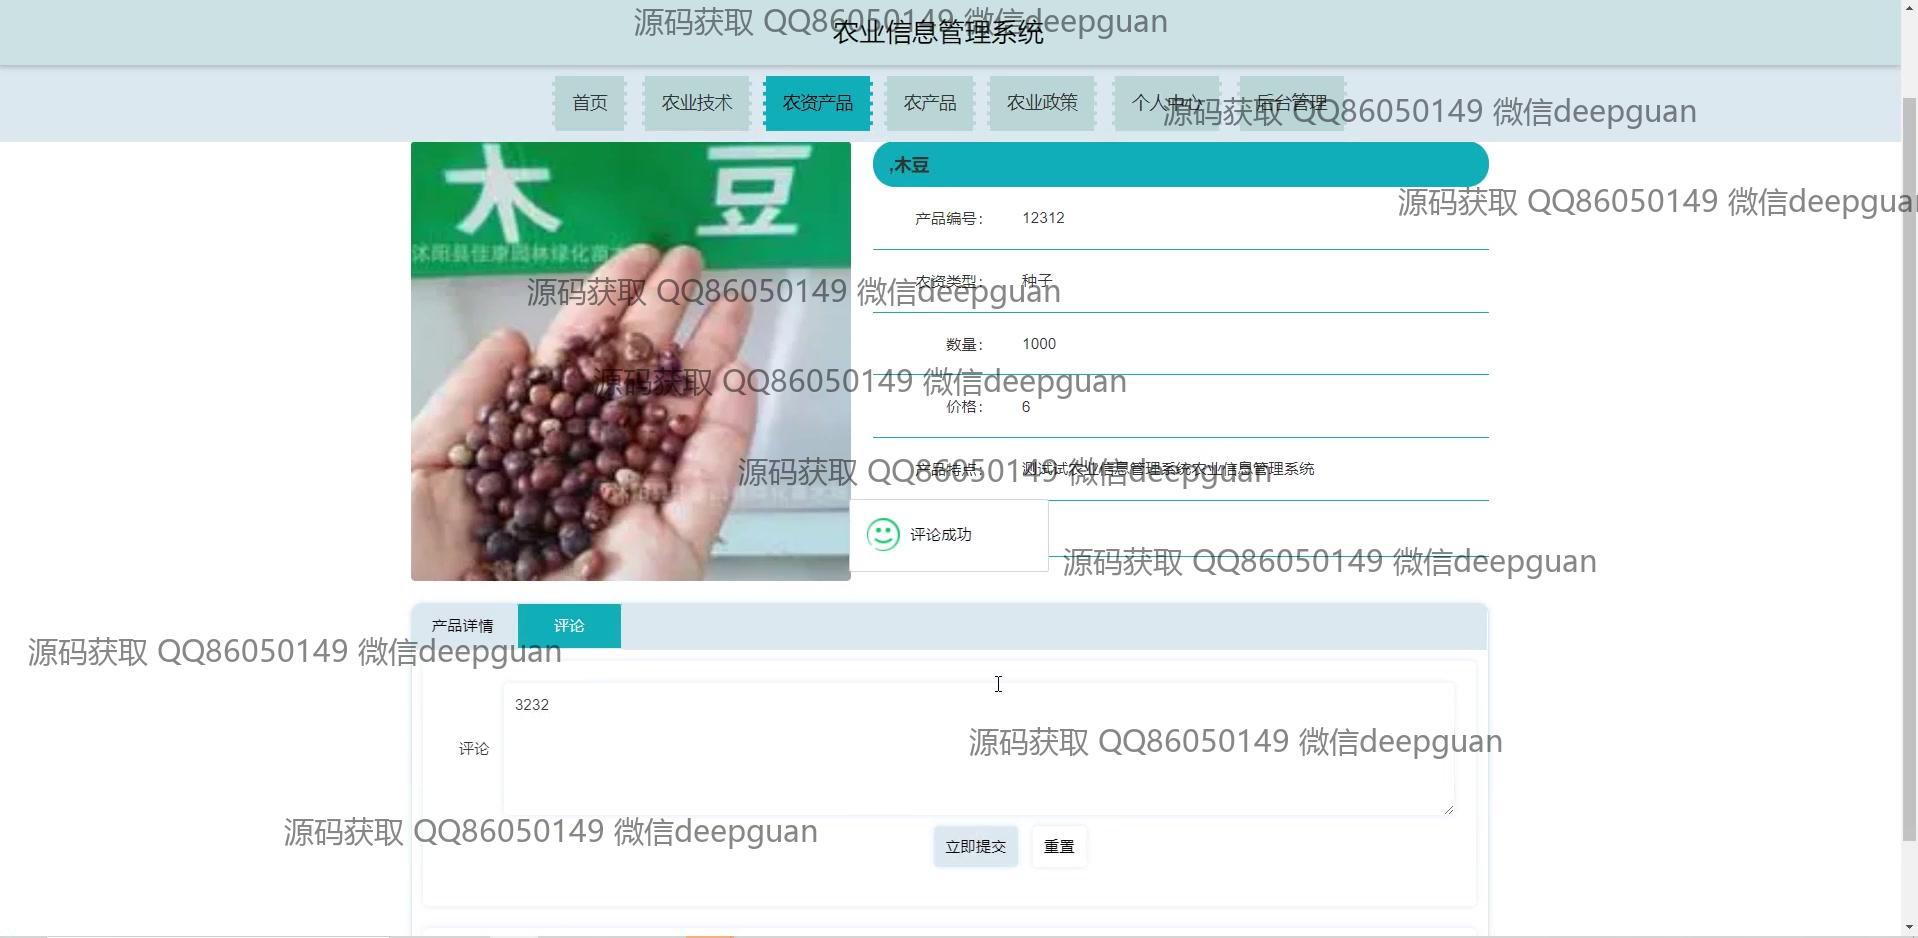 源码获取 QQ86050149 微信deepguan
农业信息管理系统
首页 农业技术 农资产品 农产品 农业政策 个人中心 后台管理
源码获取 QQ86050149 微信deepguan
木 豆
沭阳县佳康园林绿化苗木
,木豆
源码获取 QQ86050149 微信deepguan
产品编号： 12312
农资类型： 种子
源码获取 QQ86050149 微信deepguan
数量： 1000
源码获取 QQ86050149 微信deepguan
价格： 6
产品特点： 测试试农业信息管理系统农业信息管理系统
源码获取 QQ86050149 微信deepguan
评论成功
源码获取 QQ86050149 微信deepguan
产品详情 评论
源码获取 QQ86050149 微信deepguan
3232
评论
源码获取 QQ86050149 微信deepguan
源码获取 QQ86050149 微信deepguan
立即提交 重置